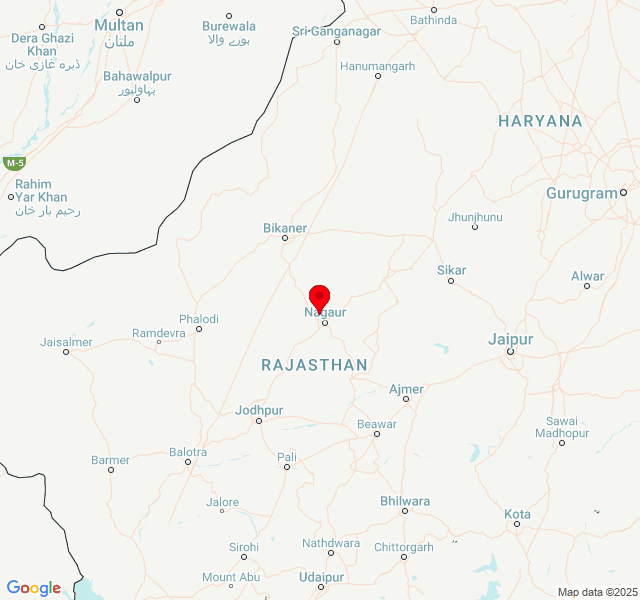 Multan
ملتان
Burewala
بورے والا
Bathinda
Dera Ghazi
Khan
ڈیرہ غازی خان
Sri Ganganagar
Hanumangarh
Bahawalpur
بہاولپور
HARYANA
M-5
Rahim
Yar Khan
رحیم یار خان
Gurugram
Jhunjhunu
Bikaner
Sikar
Alwar
Nagaur
Phalodi
Ramdevra
Jaisalmer
Jaipur
RAJASTHAN
Ajmer
Jodhpur
Beawar
Sawai
Madhopur
Balotra
Pali
Barmer
Jalore
Bhilwara
Kota
Sirohi
Nathdwara
Chittorgarh
Mount Abu
Udaipur
Google
Map data ©2025